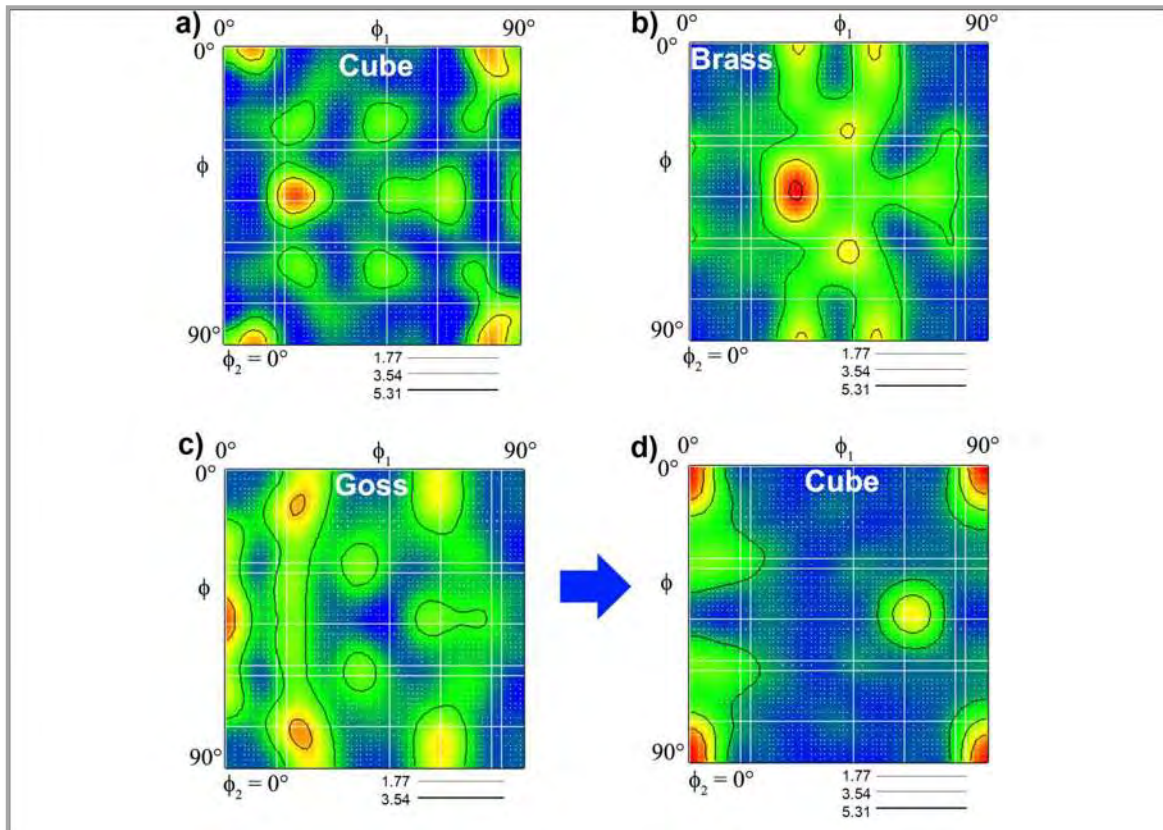 a) 0° ϕ₁ 90°
0° Cube
ϕ
90°
ϕ₂ = 0°
1.77
3.54
5.31
b) 0° ϕ₁ 90°
0° Brass
ϕ
90°
ϕ₂ = 0°
1.77
3.54
5.31
c) 0° ϕ₁ 90°
0° Goss
ϕ
90°
ϕ₂ = 0°
1.77
3.54
d) 0° ϕ₁ 90°
0° Cube
ϕ
90°
ϕ₂ = 0°
1.77
3.54
5.31